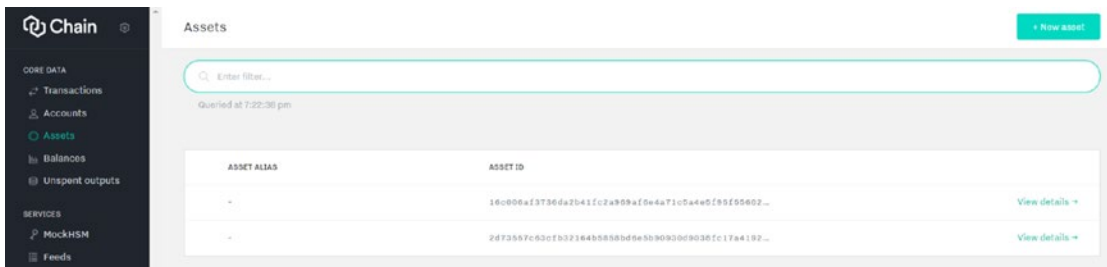 Chain
Assets
+ New asset
CORE DATA
Transactions
Accounts
Assets
Balances
Unspent outputs
SERVICES
MockHSM
Feeds
Enter filter...
Queried at 7:22:36 pm
ASSET ALIAS
ASSET ID
-
View details →
-
View details →